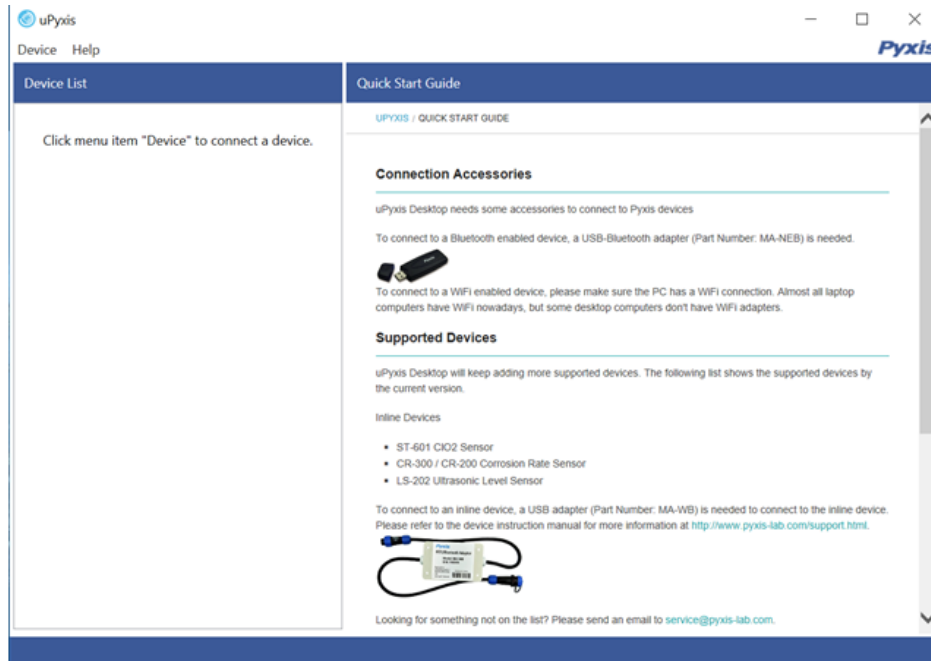 uPyxis
Device Help
Pyxis
Device List
Quick Start Guide
Click menu item "Device" to connect a device.
UPYXIS / QUICK START GUIDE
Connection Accessories
uPyxis Desktop needs some accessories to connect to Pyxis devices
To connect to a Bluetooth enabled device, a USB-Bluetooth adapter (Part Number: MA-NEB) is needed.
To connect to a WiFi enabled device, please make sure the PC has a WiFi connection. Almost all laptop
computers have WiFi nowadays, but some desktop computers don't have WiFi adapters.
Supported Devices
uPyxis Desktop will keep adding more supported devices. The following list shows the supported devices by
the current version.
Inline Devices
• ST-601 ClO2 Sensor
• CR-300 / CR-200 Corrosion Rate Sensor
• LS-202 Ultrasonic Level Sensor
To connect to an inline device, a USB adapter (Part Number: MA-WB) is needed to connect to the inline device.
Please refer to the device instruction manual for more information at http://www.pyxis-lab.com/support.html.
Pyxis
Looking for something not on the list? Please send an email to service@pyxis-lab.com.